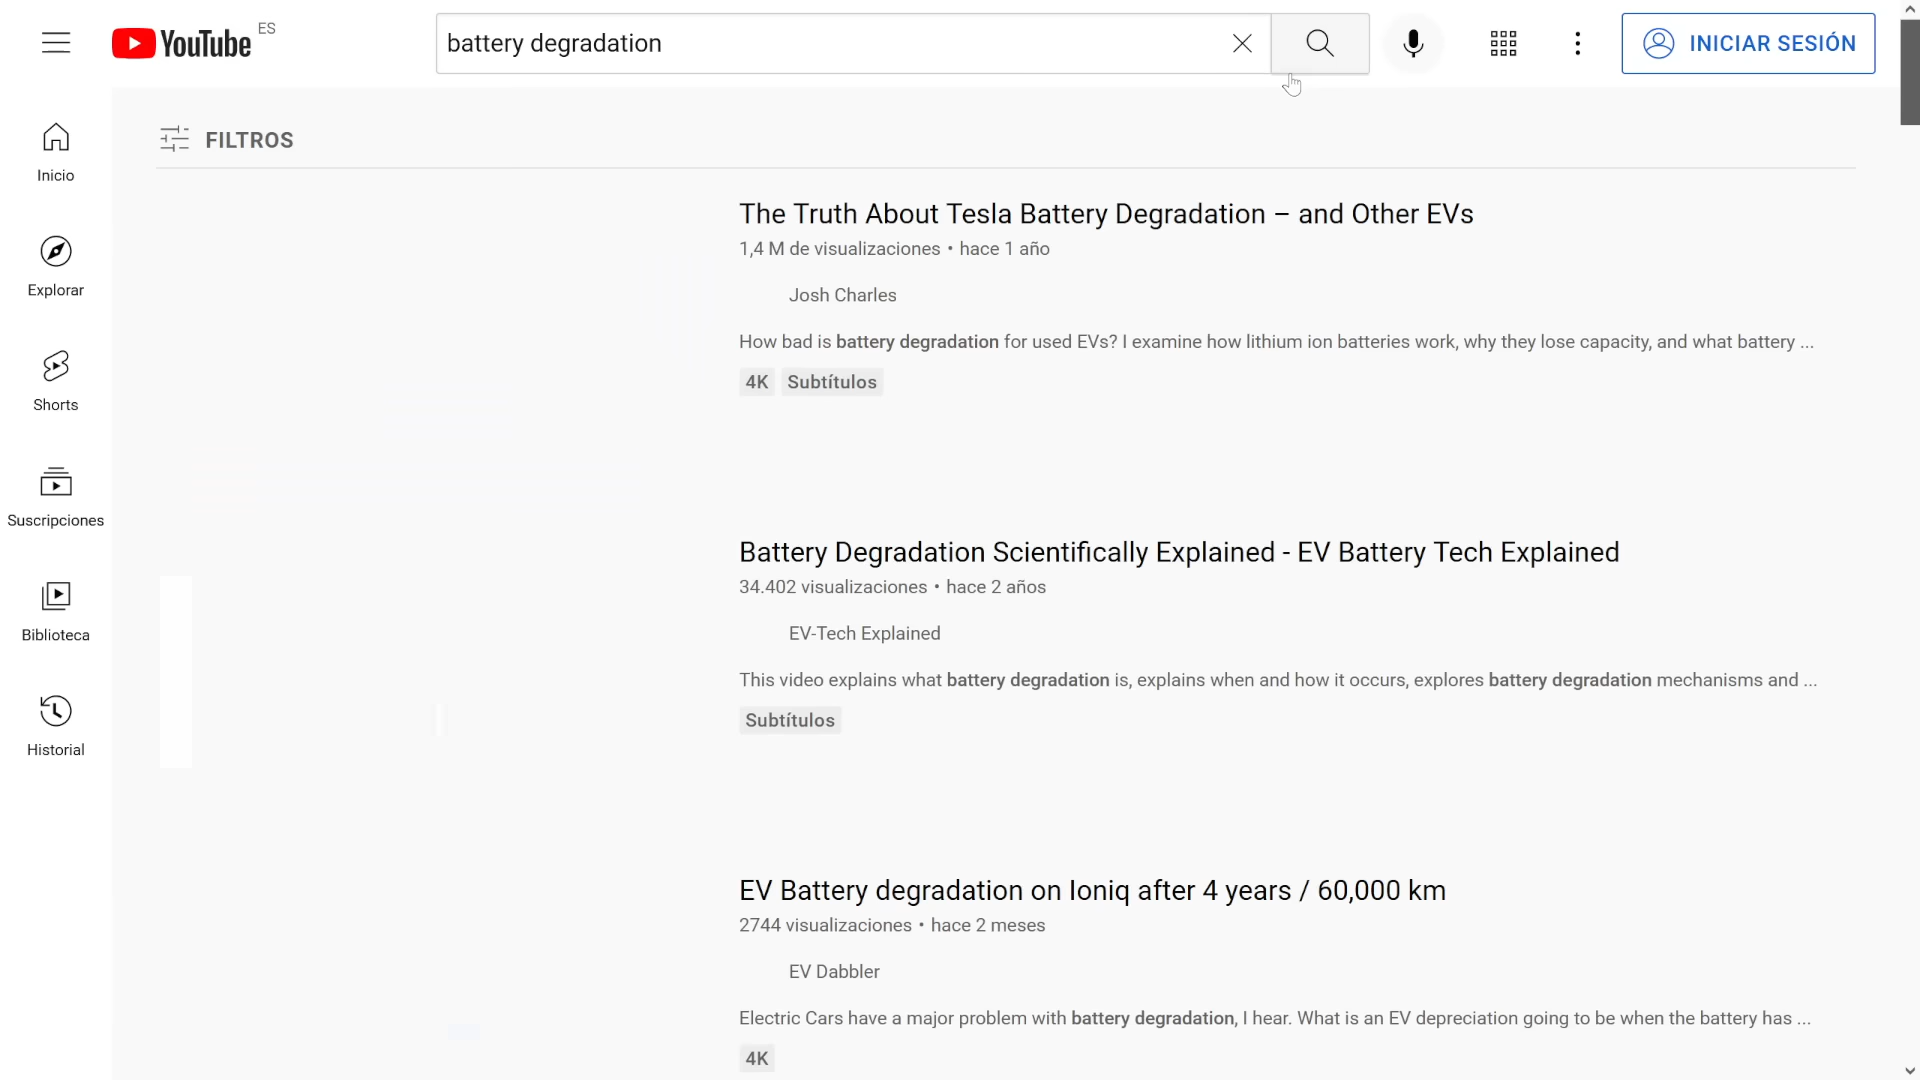 YouTube ES
battery degradation
INICIAR SESIÓN
FILTROS
Inicio
Explorar
Shorts
Suscripciones
Biblioteca
Historial
The Truth About Tesla Battery Degradation – and Other EVs
1,4 M de visualizaciones • hace 1 año
Josh Charles
How bad is battery degradation for used EVs? I examine how lithium ion batteries work, why they lose capacity, and what battery ...
4K Subtítulos
Battery Degradation Scientifically Explained - EV Battery Tech Explained
34.402 visualizaciones • hace 2 años
EV-Tech Explained
This video explains what battery degradation is, explains when and how it occurs, explores battery degradation mechanisms and ...
Subtítulos
EV Battery degradation on Ioniq after 4 years / 60,000 km
2744 visualizaciones • hace 2 meses
EV Dabbler
Electric Cars have a major problem with battery degradation, I hear. What is an EV depreciation going to be when the battery has ...
4K